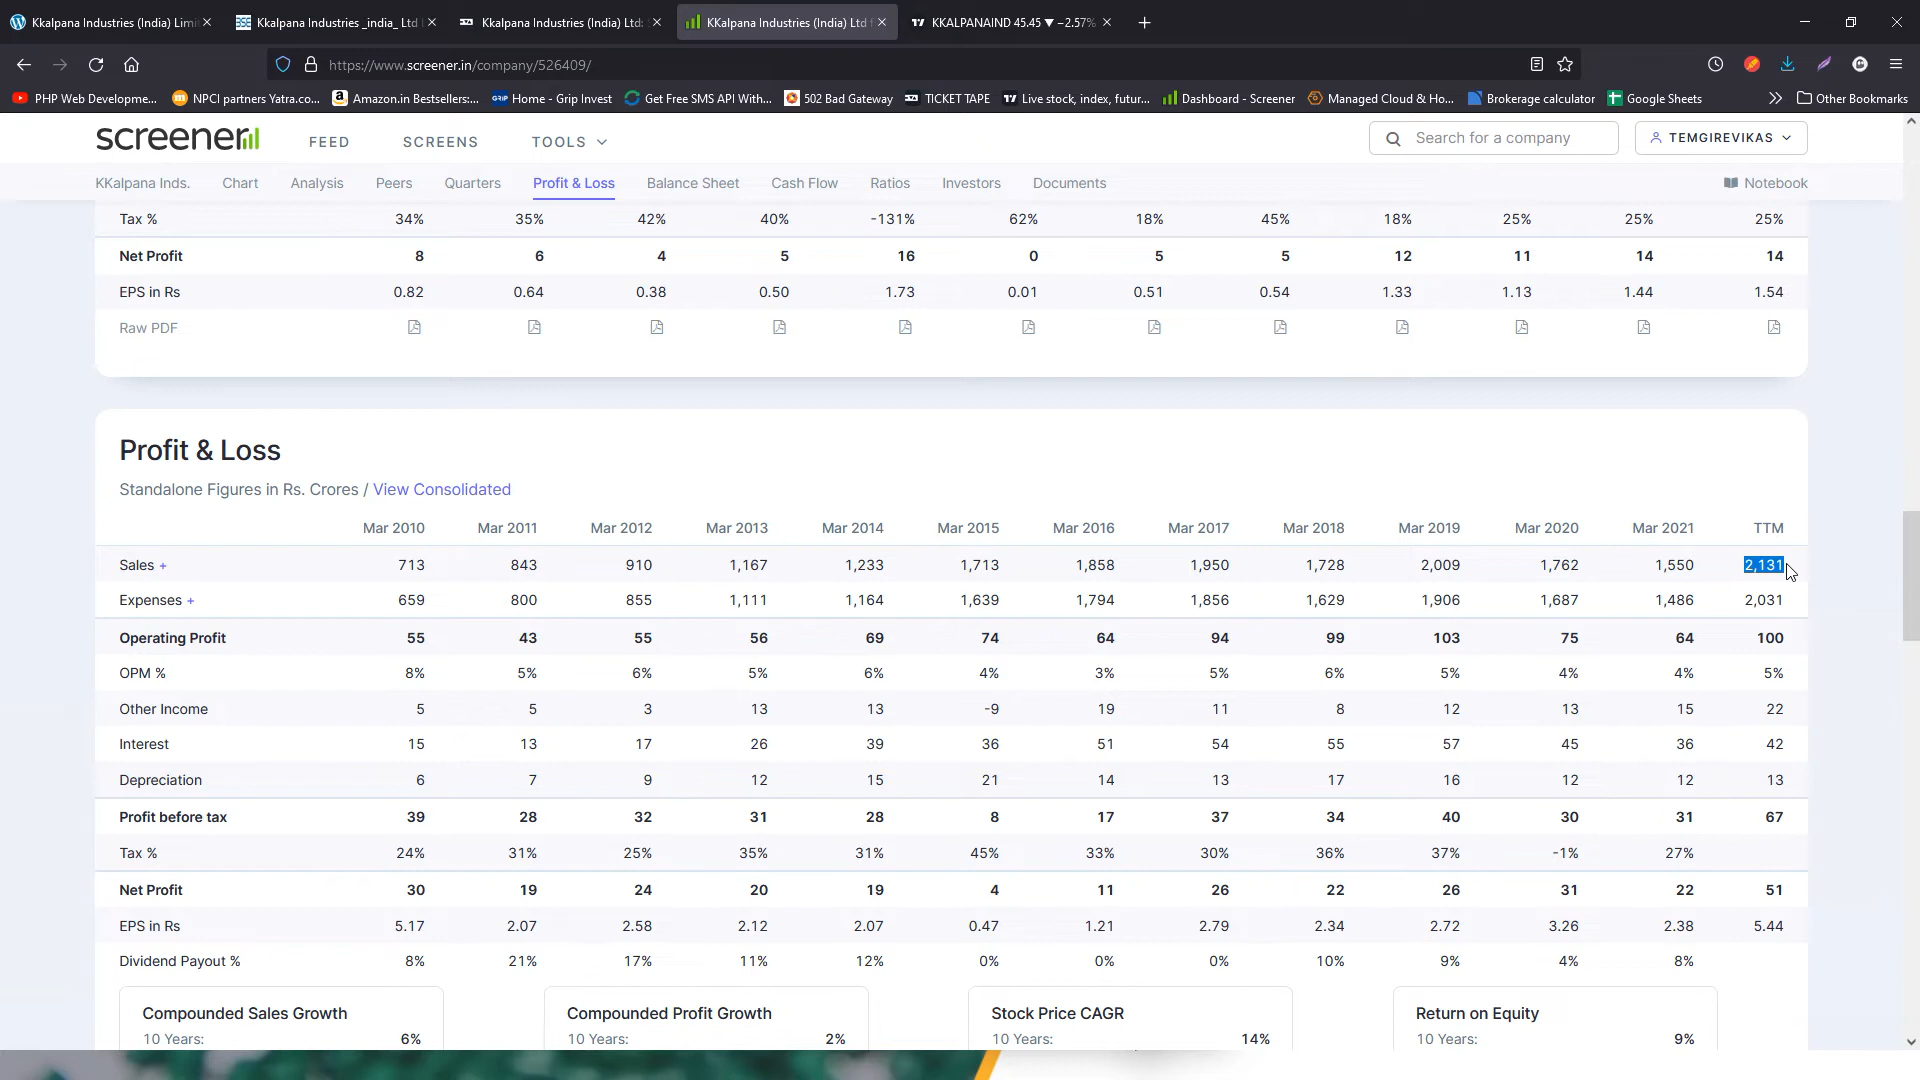 Kkalpana Industries (India) Limi
Kkalpana Industries _india_ Ltd
Kkalpana Industries (India) Ltd:
KKalpana Industries (India) Ltd f
KKALPANAIND 45.45 ▼ −2.57%
https://www.screener.in/company/526409/
PHP Web Developme...
NPCI partners Yatra.co...
Amazon.in Bestsellers:...
Home - Grip Invest
Get Free SMS API With...
502 Bad Gateway
TICKET TAPE
Live stock, index, futur...
Dashboard - Screener
Managed Cloud & Ho...
Brokerage calculator
Google Sheets
Other Bookmarks
screener
FEED
SCREENS
TOOLS
Search for a company
TEMGIREVIKAS
KKalpana Inds. Chart Analysis Peers Quarters Profit & Loss Balance Sheet Cash Flow Ratios Investors Documents Notebook
Tax % 34% 35% 42% 40% -131% 62% 18% 45% 18% 25% 25% 25%
Net Profit 8 6 4 5 16 0 5 5 12 11 14 14
EPS in Rs 0.82 0.64 0.38 0.50 1.73 0.01 0.51 0.54 1.33 1.13 1.44 1.54
Raw PDF
Profit & Loss
Standalone Figures in Rs. Crores / View Consolidated
Mar 2010 Mar 2011 Mar 2012 Mar 2013 Mar 2014 Mar 2015 Mar 2016 Mar 2017 Mar 2018 Mar 2019 Mar 2020 Mar 2021 TTM
Sales + 713 843 910 1,167 1,233 1,713 1,858 1,950 1,728 2,009 1,762 1,550 2,131
Expenses + 659 800 855 1,111 1,164 1,639 1,794 1,856 1,629 1,906 1,687 1,486 2,031
Operating Profit 55 43 55 56 69 74 64 94 99 103 75 64 100
OPM % 8% 5% 6% 5% 6% 4% 3% 5% 6% 5% 4% 4% 5%
Other Income 5 5 3 13 13 -9 19 11 8 12 13 15 22
Interest 15 13 17 26 39 36 51 54 55 57 45 36 42
Depreciation 6 7 9 12 15 21 14 13 17 16 12 12 13
Profit before tax 39 28 32 31 28 8 17 37 34 40 30 31 67
Tax % 24% 31% 25% 35% 31% 45% 33% 30% 36% 37% -1% 27%
Net Profit 30 19 24 20 19 4 11 26 22 26 31 22 51
EPS in Rs 5.17 2.07 2.58 2.12 2.07 0.47 1.21 2.79 2.34 2.72 3.26 2.38 5.44
Dividend Payout % 8% 21% 17% 11% 12% 0% 0% 0% 10% 9% 4% 8%
Compounded Sales Growth
10 Years: 6%
Compounded Profit Growth
10 Years: 2%
Stock Price CAGR
10 Years: 14%
Return on Equity
10 Years: 9%